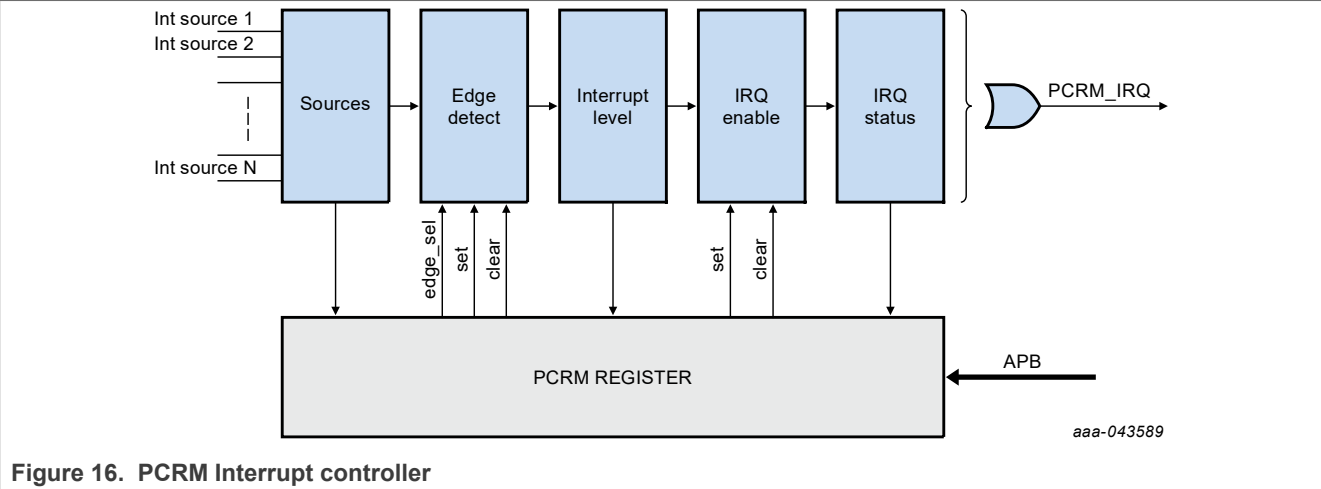 Int source 1
Int source 2
Int source N
Sources
Edge
detect
Interrupt
level
IRQ
enable
IRQ
status
PCRM_IRQ
edge_sel
set
clear
set
clear
PCRM REGISTER
APB
aaa-043589
Figure 16. PCRM Interrupt controller